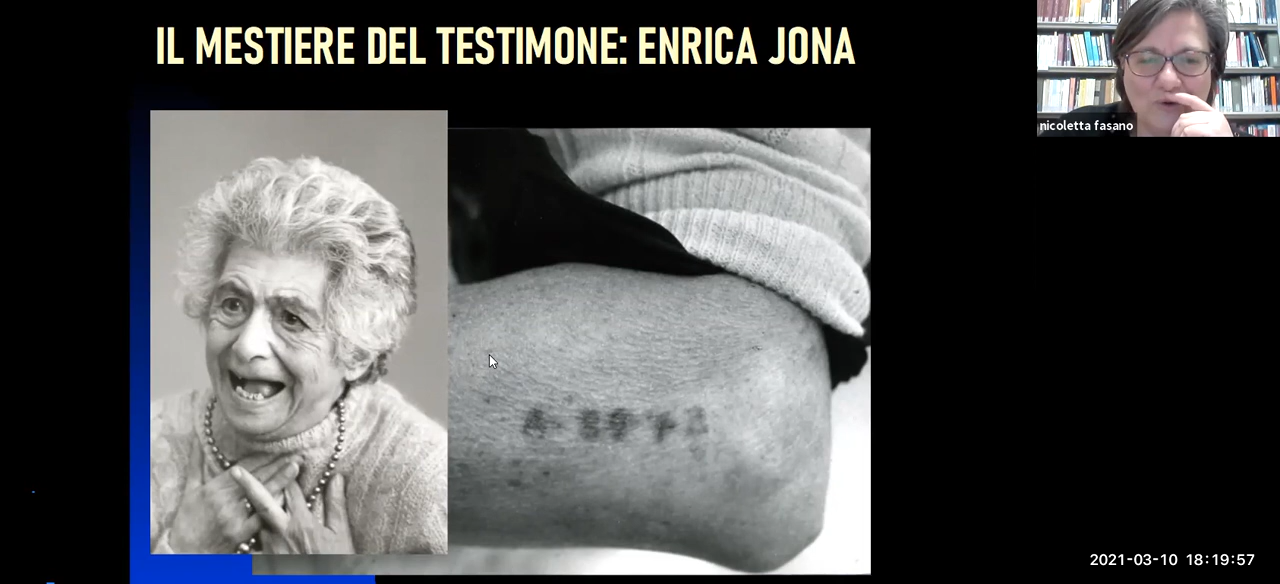 IL MESTIERE DEL TESTIMONE: ENRICA JONA
nicoletta fasano
2021-03-10 18:19:57